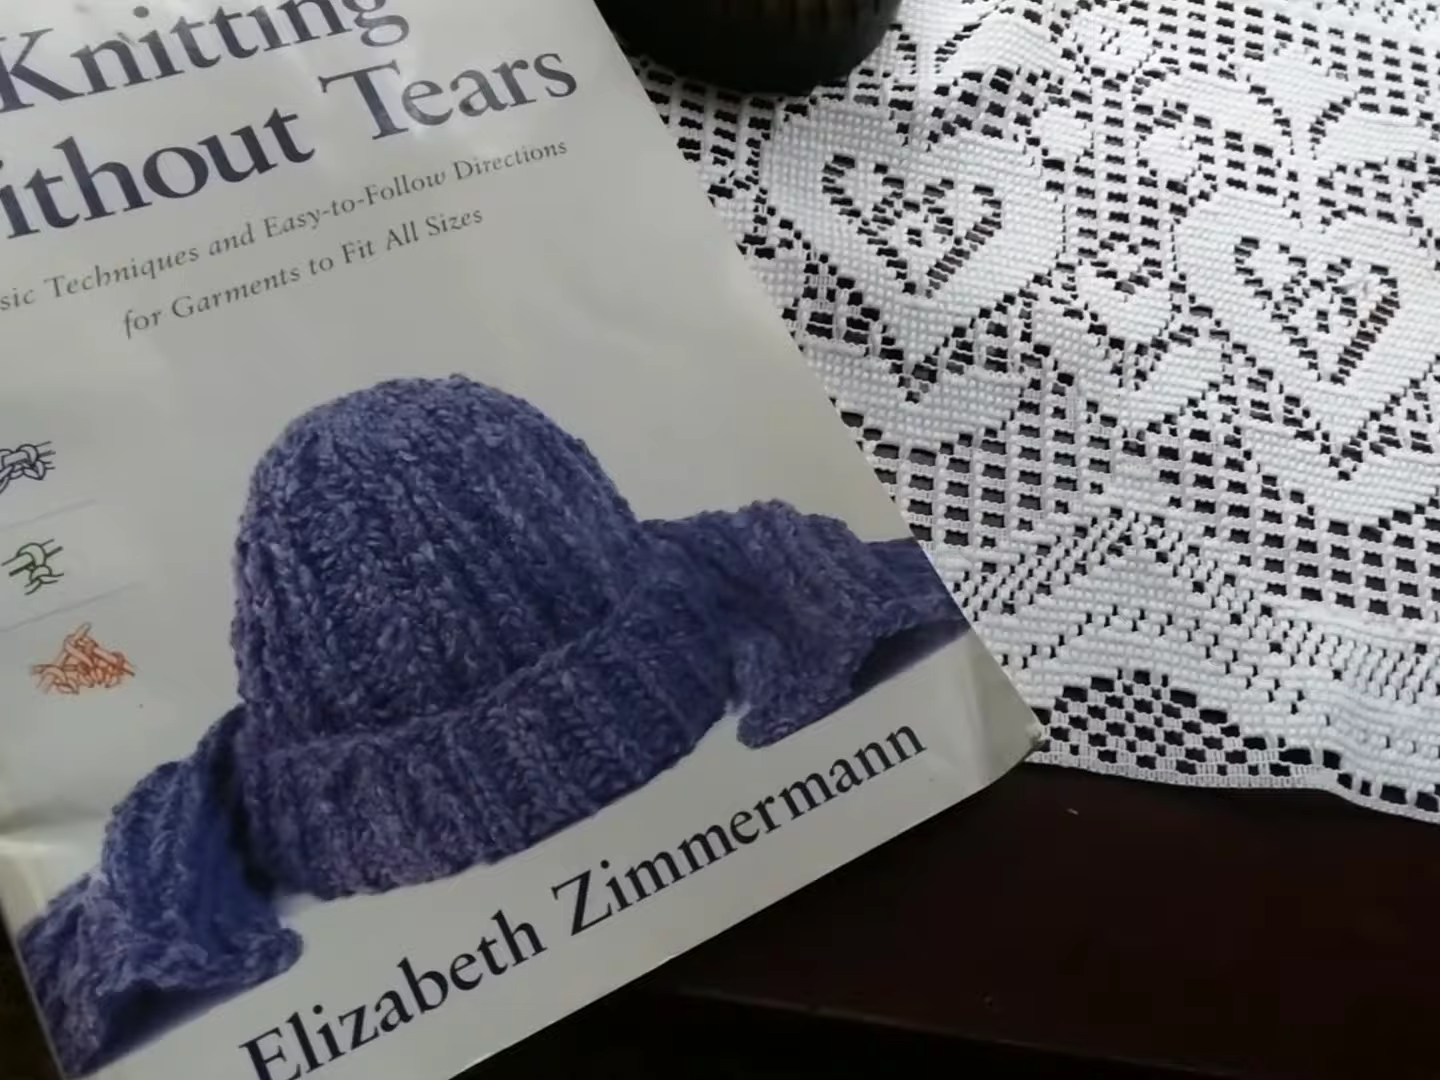 Knitting
ithout Tears
sic Techniques and Easy-to-Follow Directions
for Garments to Fit All Sizes
Elizabeth Zimmermann